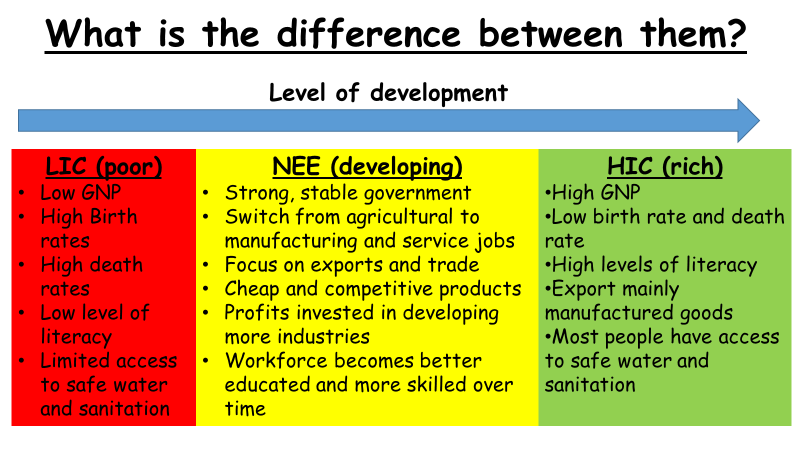 What is the difference between them?
Level of development
LIC (poor)
• Low GNP
• High Birth
rates
• High death
rates
• Low level of
literacy
• Limited access
to safe water
and sanitation
NEE (developing)
• Strong, stable government
• Switch from agricultural to
manufacturing and service jobs
• Focus on exports and trade
• Cheap and competitive products
• Profits invested in developing
more industries
• Workforce becomes better
educated and more skilled over
time
HIC (rich)
•High GNP
•Low birth rate and death
rate
•High levels of literacy
•Export mainly
manufactured goods
•Most people have access
to safe water and
sanitation